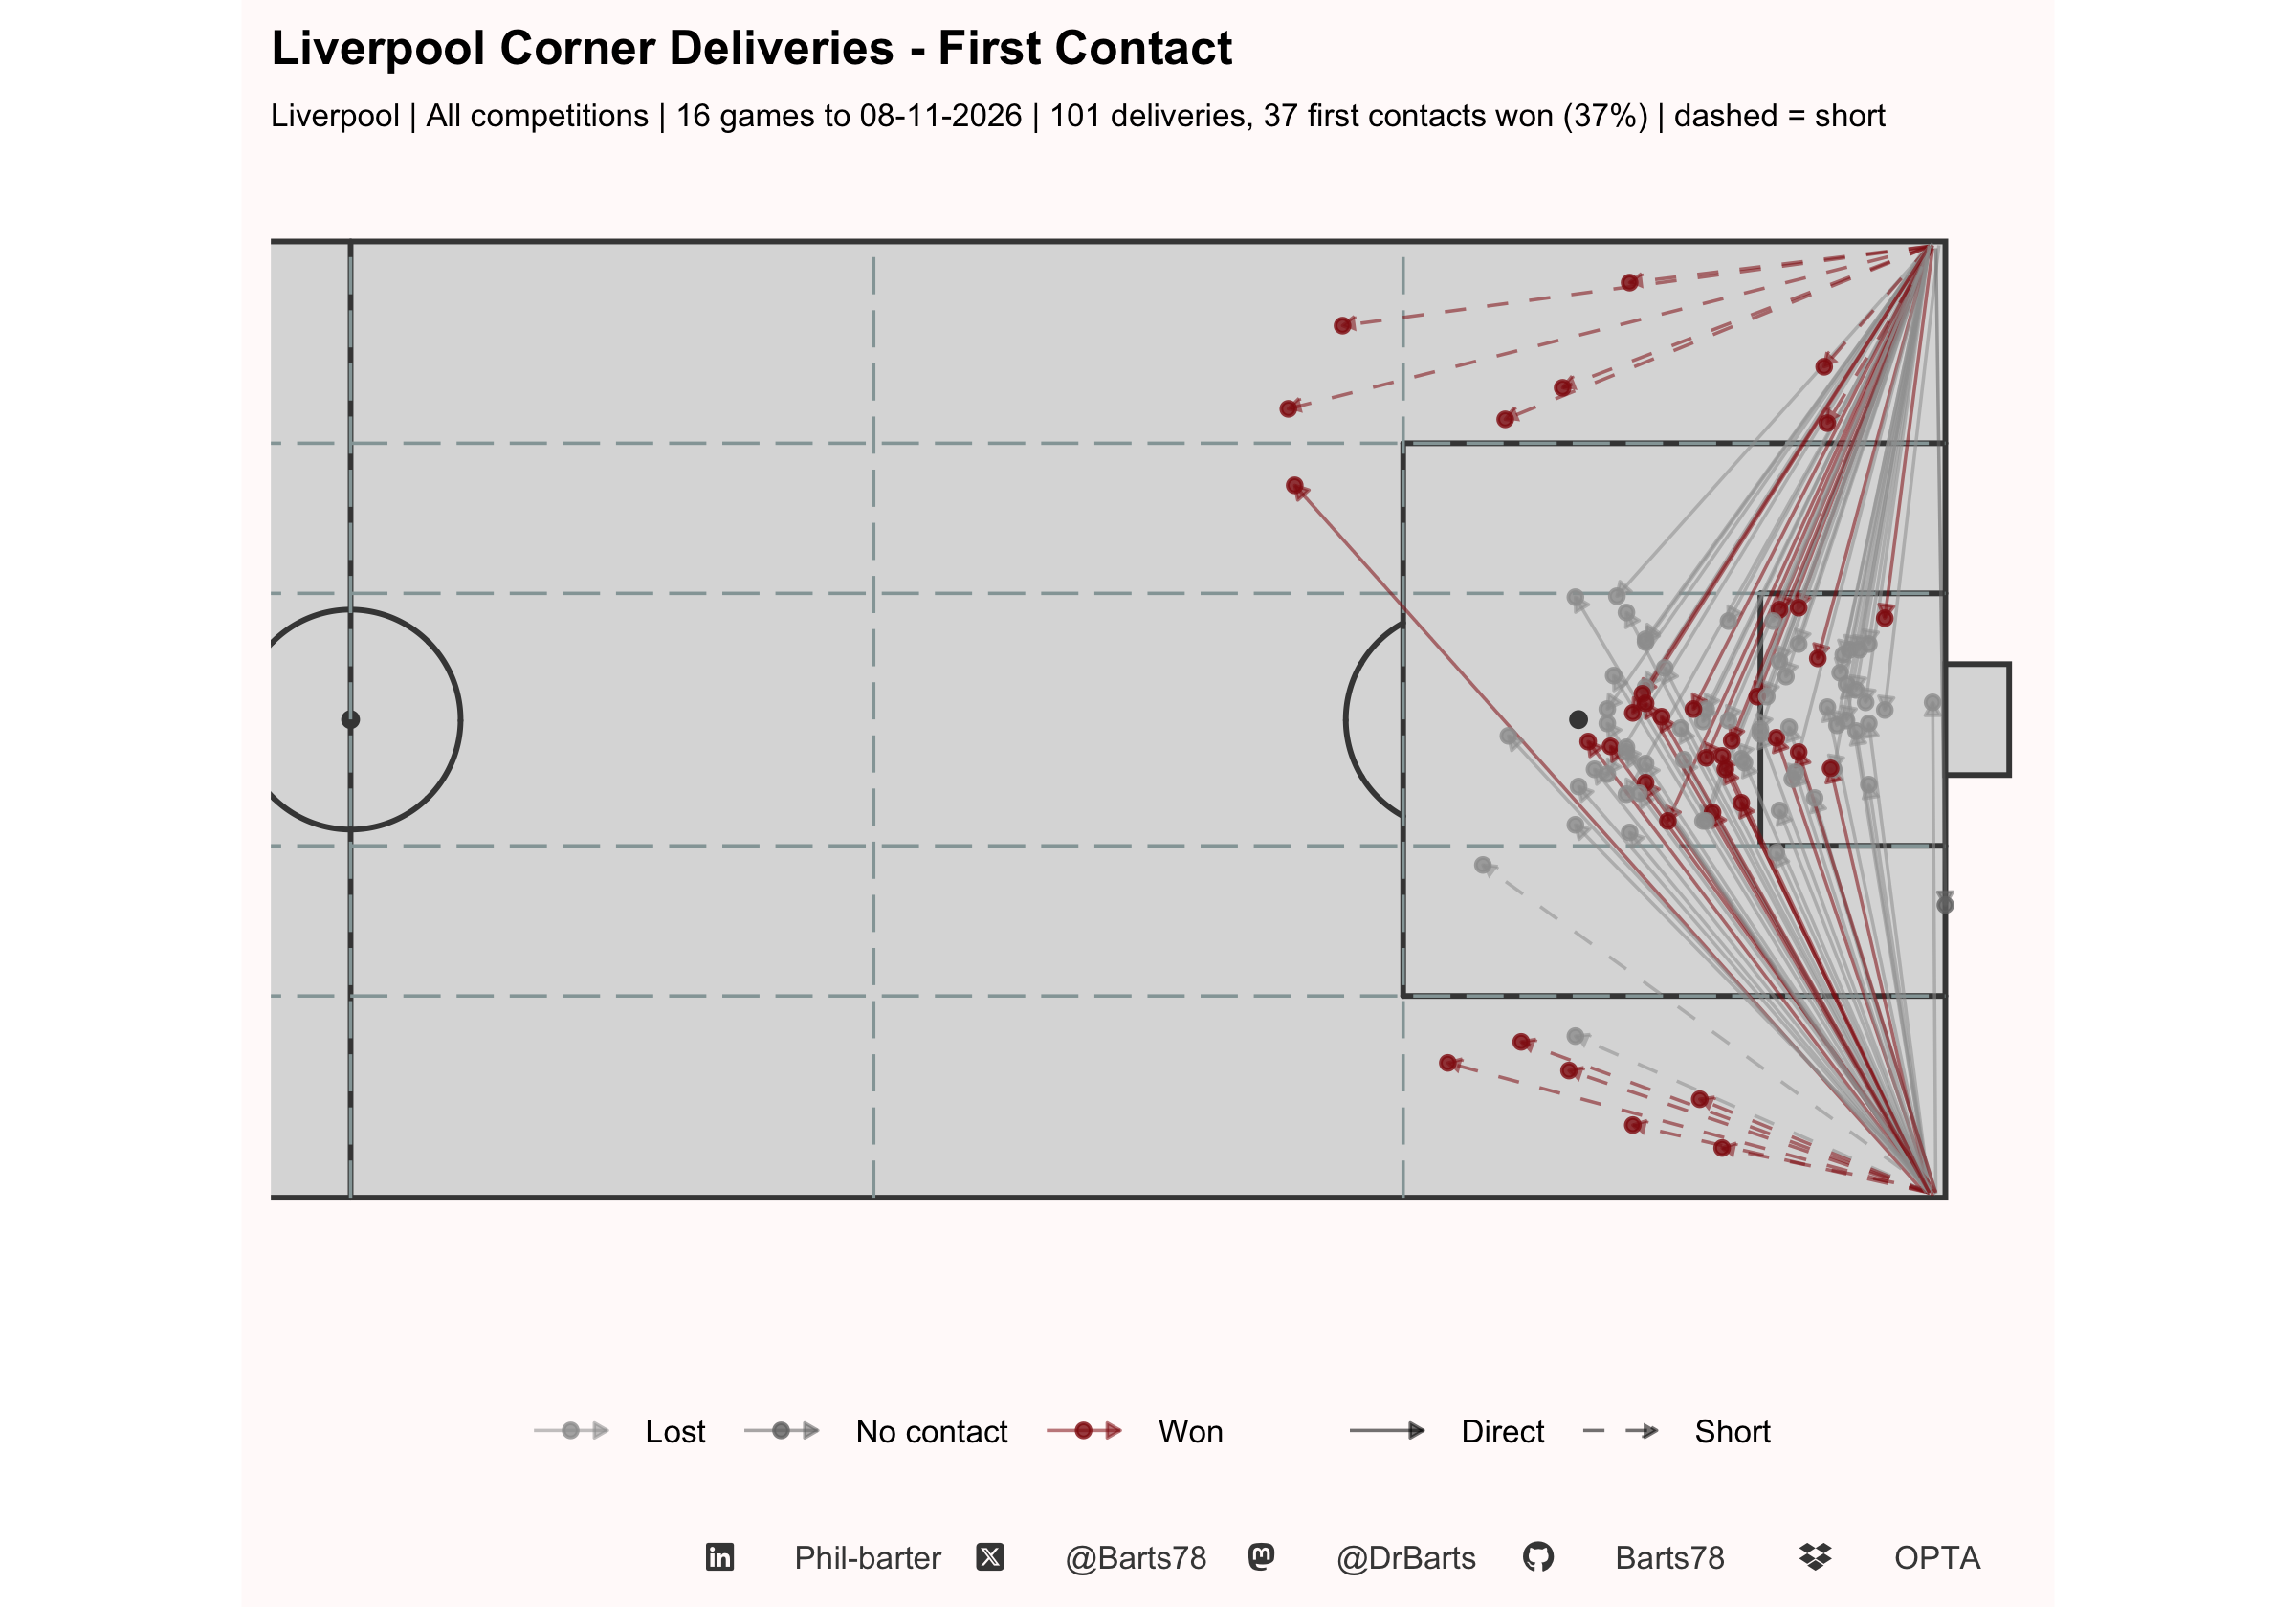 Liverpool Corner Deliveries - First Contact
Liverpool | All competitions | 16 games to 08-11-2026 | 101 deliveries, 37 first contacts won (37%) | dashed = short
Lost No contact Won Direct Short
Phil-barter @Barts78 @DrBarts Barts78 OPTA